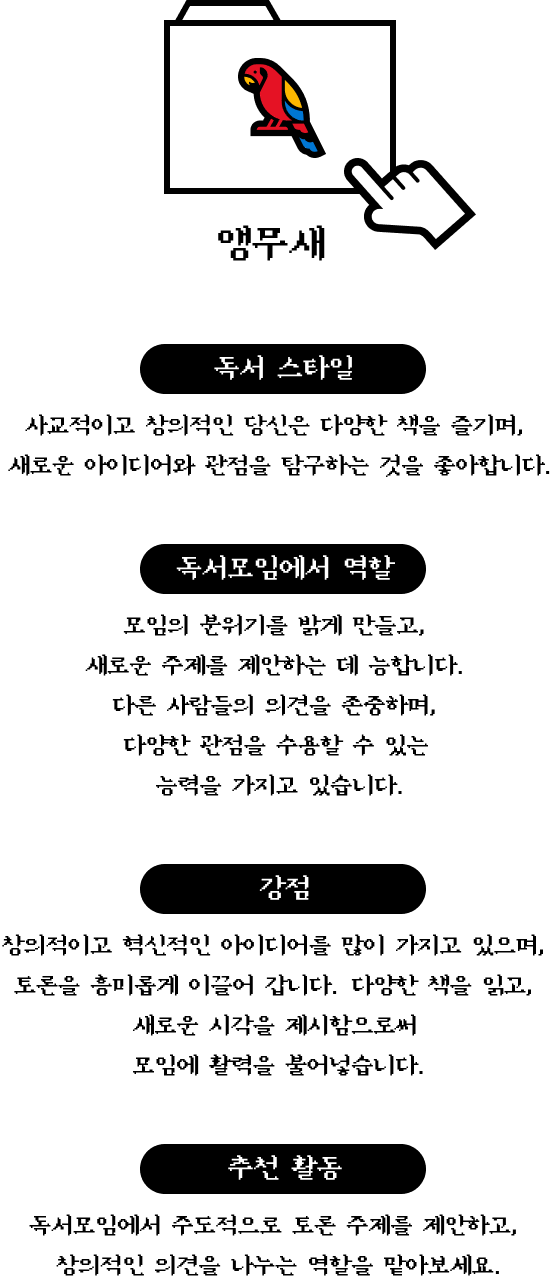 앵무새
독서 스타일
사교적이고 창의적인 당신은 다양한 책을 즐기며,
새로운 아이디어와 관점을 탐구하는 것을 좋아합니다.
독서모임에서 역할
모임의 분위기를 밝게 만들고,
새로운 주제를 제안하는 데 능합니다.
다른 사람들의 의견을 존중하며,
다양한 관점을 수용할 수 있는
능력을 가지고 있습니다.
강점
창의적이고 혁신적인 아이디어를 많이 가지고 있으며,
토론을 흥미롭게 이끌어 갑니다. 다양한 책을 읽고,
새로운 시각을 제시함으로써
모임에 활력을 불어넣습니다.
추천 활동
독서모임에서 주도적으로 토론 주제를 제안하고,
창의적인 의견을 나누는 역할을 맡아보세요.